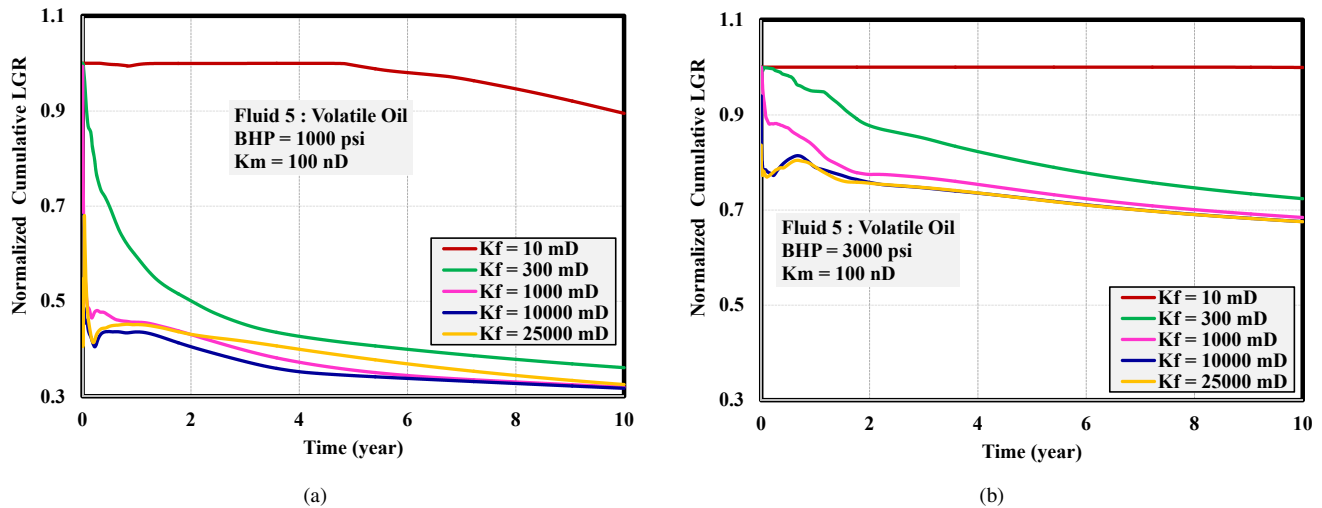 Normalized Cumulative LGR
1.1
0.9
0.7
0.5
0.3
Fluid 5 : Volatile Oil
BHP = 1000 psi
Km = 100 nD
Kf = 10 mD
Kf = 300 mD
Kf = 1000 mD
Kf = 10000 mD
Kf = 25000 mD
0 2 4 6 8 10
Time (year)
(a)
Normalized Cumulative LGR
1.1
0.9
0.7
0.5
0.3
Fluid 5 : Volatile Oil
BHP = 3000 psi
Km = 100 nD
Kf = 10 mD
Kf = 300 mD
Kf = 1000 mD
Kf = 10000 mD
Kf = 25000 mD
0 2 4 6 8 10
Time (year)
(b)